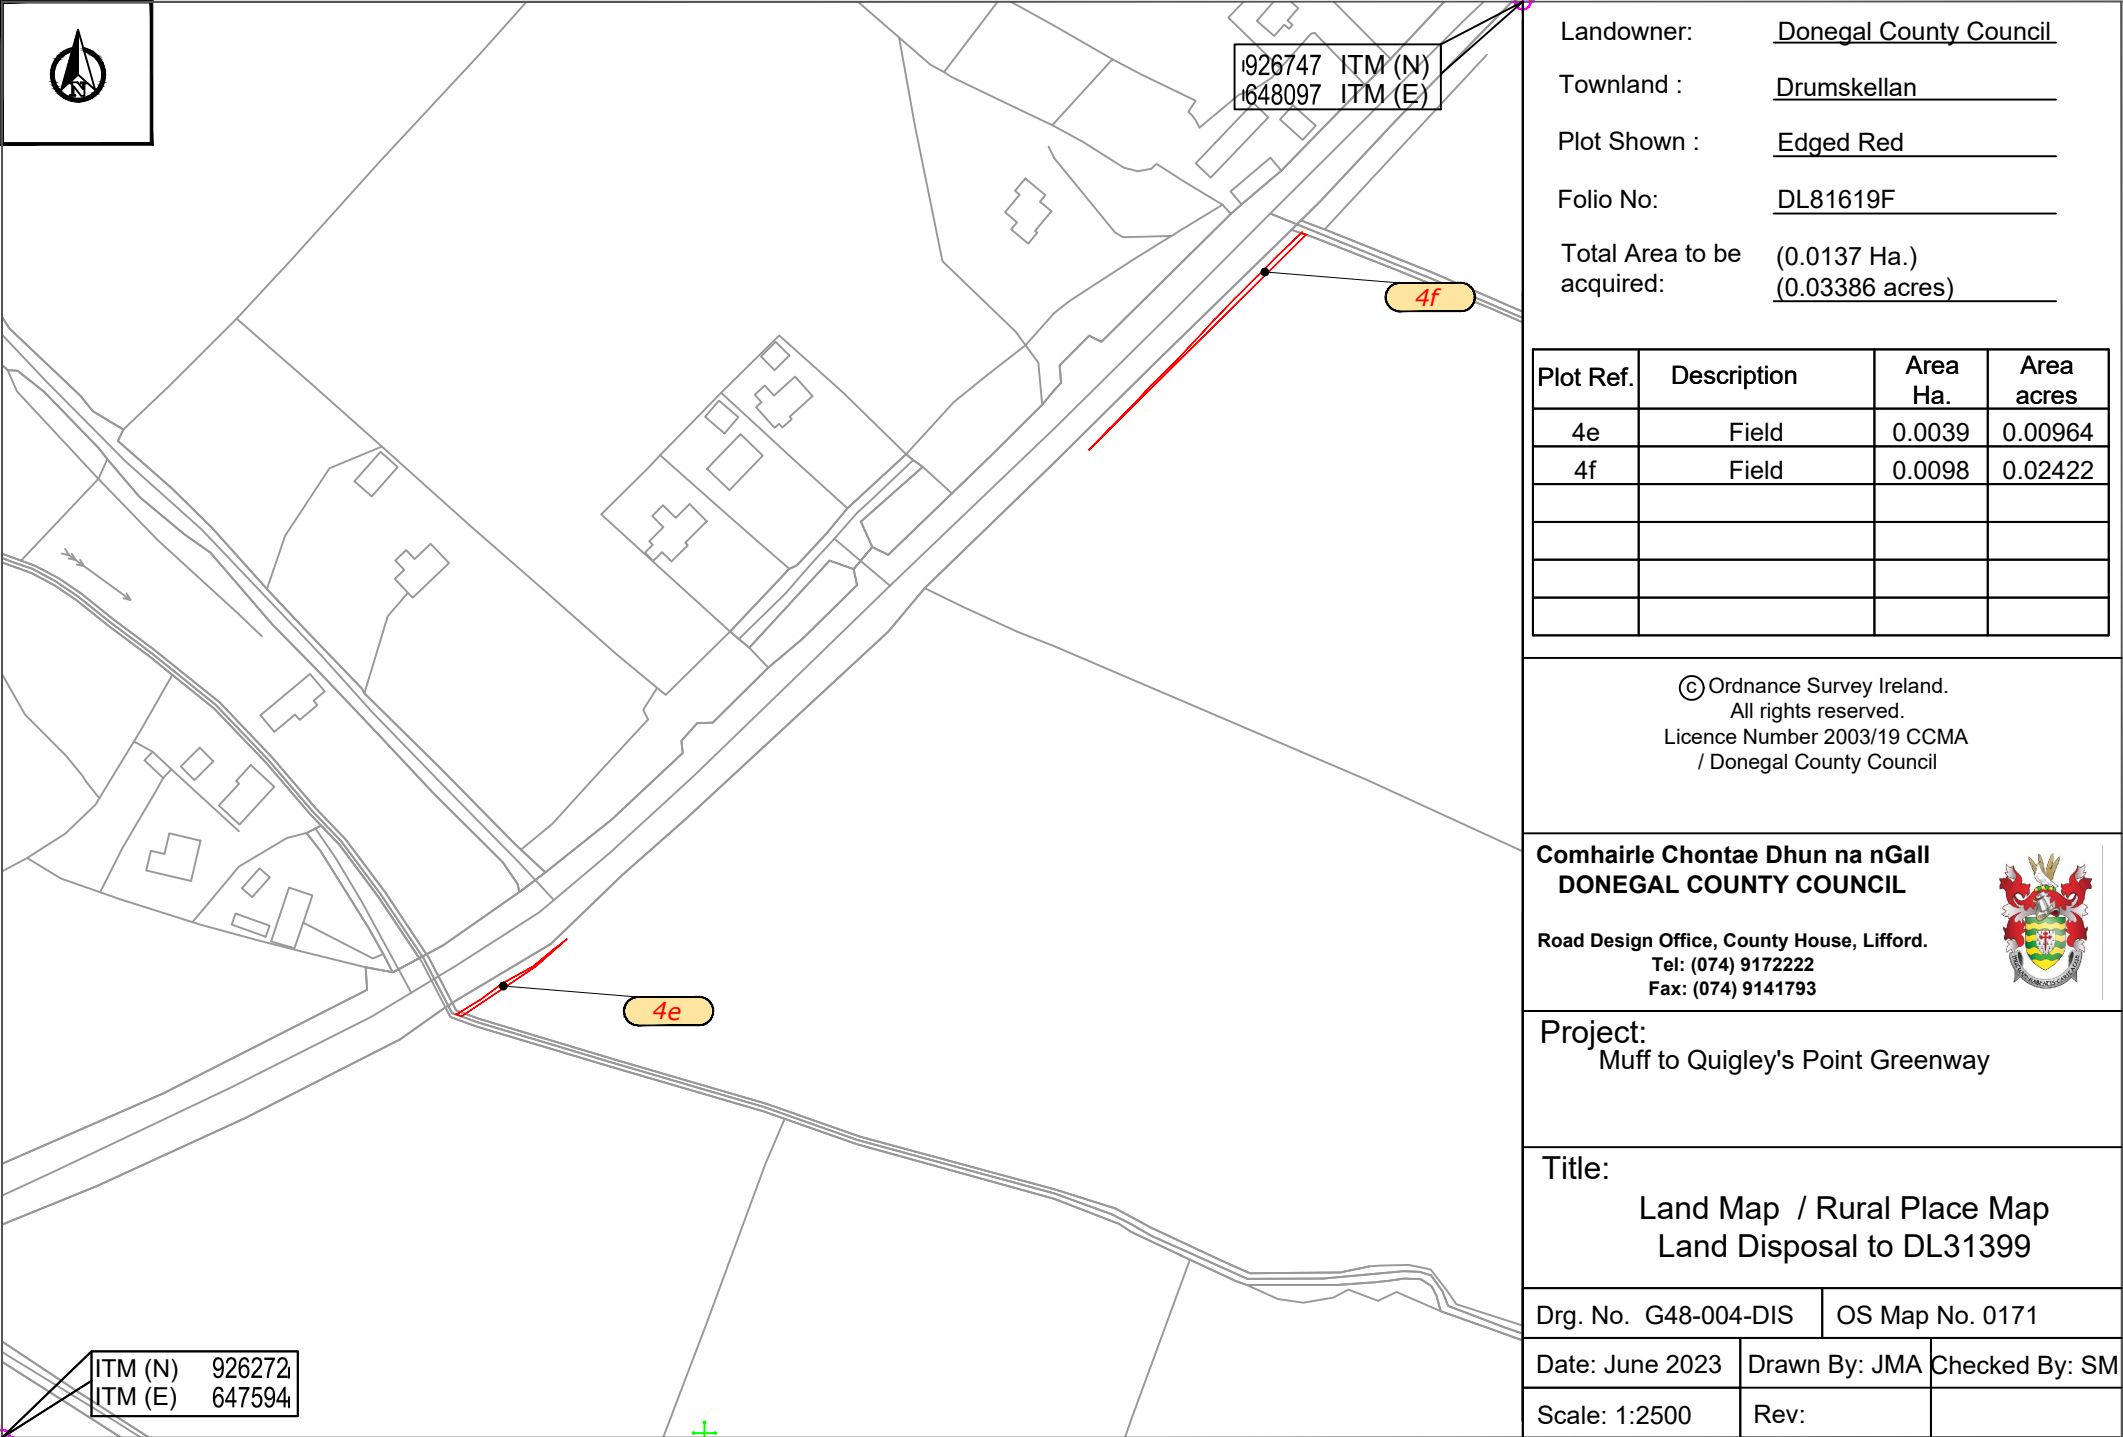 N
926747 ITM (N)
648097 ITM (E)
4f
4e
ITM (N) 926272
ITM (E) 647594
Landowner: Donegal County Council
Townland : Drumskellan
Plot Shown : Edged Red
Folio No: DL81619F
Total Area to be acquired: (0.0137 Ha.)
(0.03386 acres)
Plot Ref. Description Area Ha. Area acres
4e Field 0.0039 0.00964
4f Field 0.0098 0.02422
© Ordnance Survey Ireland.
All rights reserved.
Licence Number 2003/19 CCMA
/ Donegal County Council
Comhairle Chontae Dhun na nGall
DONEGAL COUNTY COUNCIL
Road Design Office, County House, Lifford.
Tel: (074) 9172222
Fax: (074) 9141793
Project:
Muff to Quigley's Point Greenway
Title:
Land Map / Rural Place Map
Land Disposal to DL31399
Drg. No. G48-004-DIS OS Map No. 0171
Date: June 2023 Drawn By: JMA Checked By: SM
Scale: 1:2500 Rev: